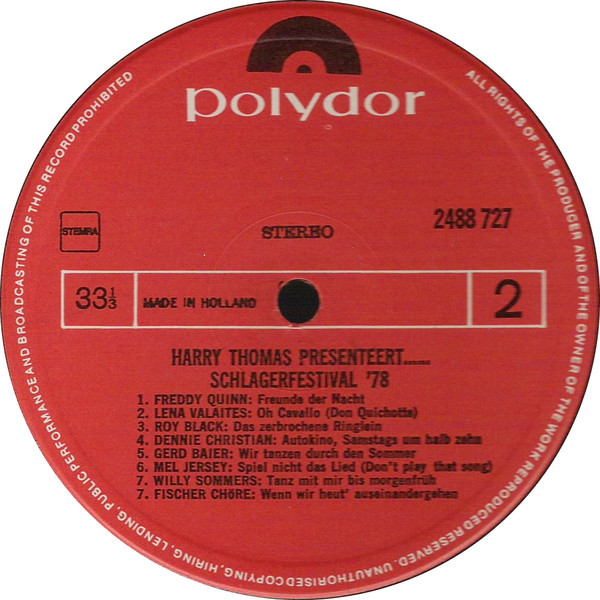 polydor
PUBLIC PERFORMANCE AND BROADCASTING OF THIS RECORD PROHIBITED
ALL RIGHTS OF THE PRODUCER AND OF THE OWNER OF THE WORK REPRODUCED RESERVED. UNAUTHORISED COPYING, HIRING, LENDING,
STEMRA
STEREO
2488 727
33 1/3
MADE IN HOLLAND
2
HARRY THOMAS PRESENTEERT......
SCHLAGERFESTIVAL '78
1. FREDDY QUINN: Freunde der Nacht
2. LENA VALAITES: Oh Cavallo (Don Quichotte)
3. ROY BLACK: Das zerbrochene Ringlein
4. DENNIE CHRISTIAN: Autokino, Samstags um halb zehn
5. GERD BAIER: Wir tanzen durch den Sommer
6. MEL JERSEY: Spiel nicht das Lied (Don't play that song)
7. WILLY SOMMERS: Tanz mit mir bis morgenfrüh
7. FISCHER CHÖRE: Wenn wir heut' auseinandergehen